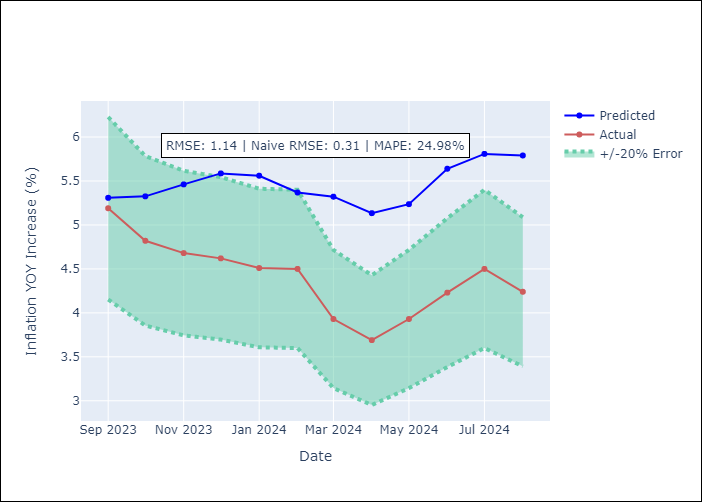 RMSE: 1.14 | Naive RMSE: 0.31 | MAPE: 24.98%
Predicted
Actual
+/-20% Error
Inflation YOY Increase (%)
6
5.5
5
4.5
4
3.5
3
Sep 2023 Nov 2023 Jan 2024 Mar 2024 May 2024 Jul 2024
Date